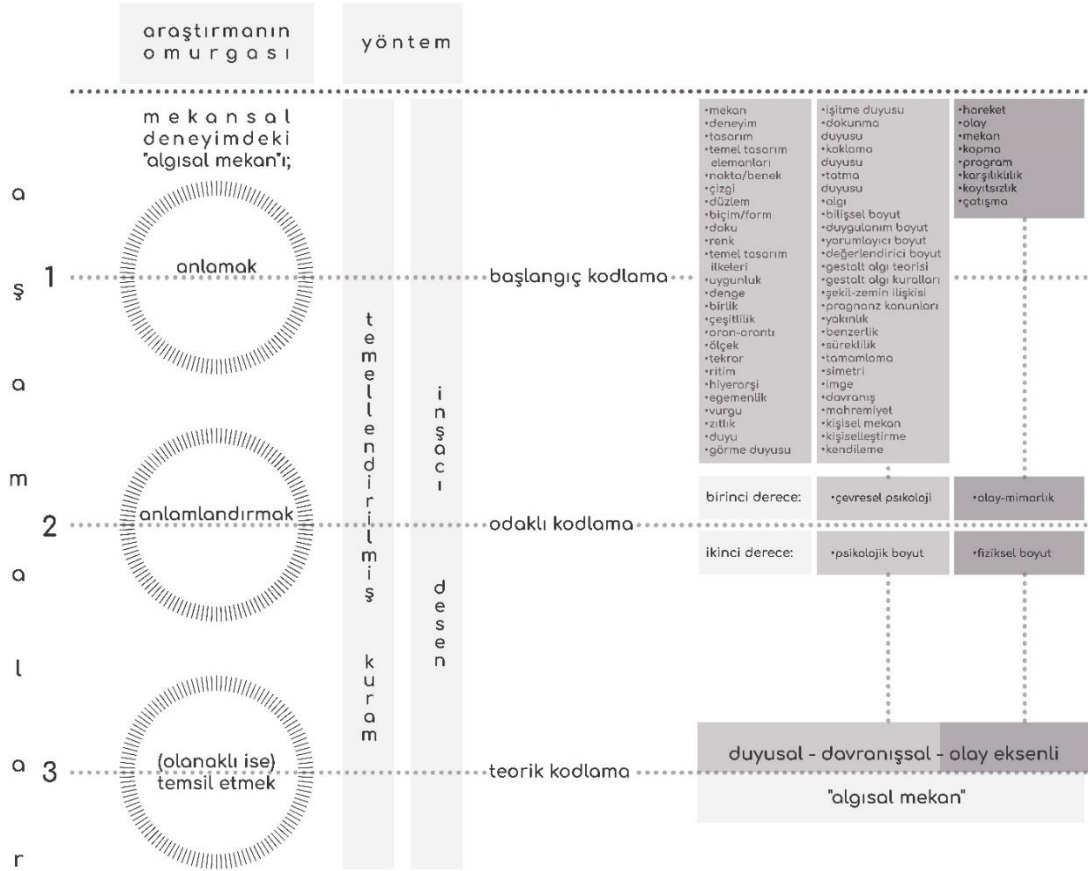 araştırmanın
omurgası
yöntem
mekansal
deneyimdeki
"algısal mekan"ı;
aşamalar
1
anlamak
başlangıç kodlama
2
anlamlandırmak
odaklı kodlama
3
(olanaklı ise)
temsil etmek
teorik kodlama
temellendirilmiş kuram
inşacı desen
•mekan
•deneyim
•tasarım
•temel tasarım
elemanları
•nokta/benek
•çizgi
•düzlem
•biçim/form
•doku
•renk
•temel tasarım
ilkeleri
•uygunluk
•denge
•birlik
•çeşitlilik
•oran-orantı
•ölçek
•tekrar
•ritim
•hiyerarşi
•egemenlik
•vurgu
•zıtlık
•duyu
•görme duyusu
•işitme duyusu
•dokunma
duyusu
•koklama
duyusu
•tatma
duyusu
•algı
•bilişsel boyut
•duygulanım boyut
•yorumlayıcı boyut
•değerlendirici boyut
•gestalt algı teorisi
•gestalt algı kuralları
•şekil-zemin ilişkisi
•pragnanz kanunları
•yakınlık
•benzerlik
•süreklilik
•tamamlama
•simetri
•imge
•davranış
•mahremiyet
•kişisel mekan
•kişiselleştirme
•kendileme
•hareket
•olay
•mekan
•kopma
•program
•karşılıklılık
•kayıtsızlık
•çatışma
birinci derece:
•çevresel psikoloji
•olay-mimarlık
ikinci derece:
•psikolojik boyut
•fiziksel boyut
duyusal - davranışsal - olay eksenli
"algısal mekan"